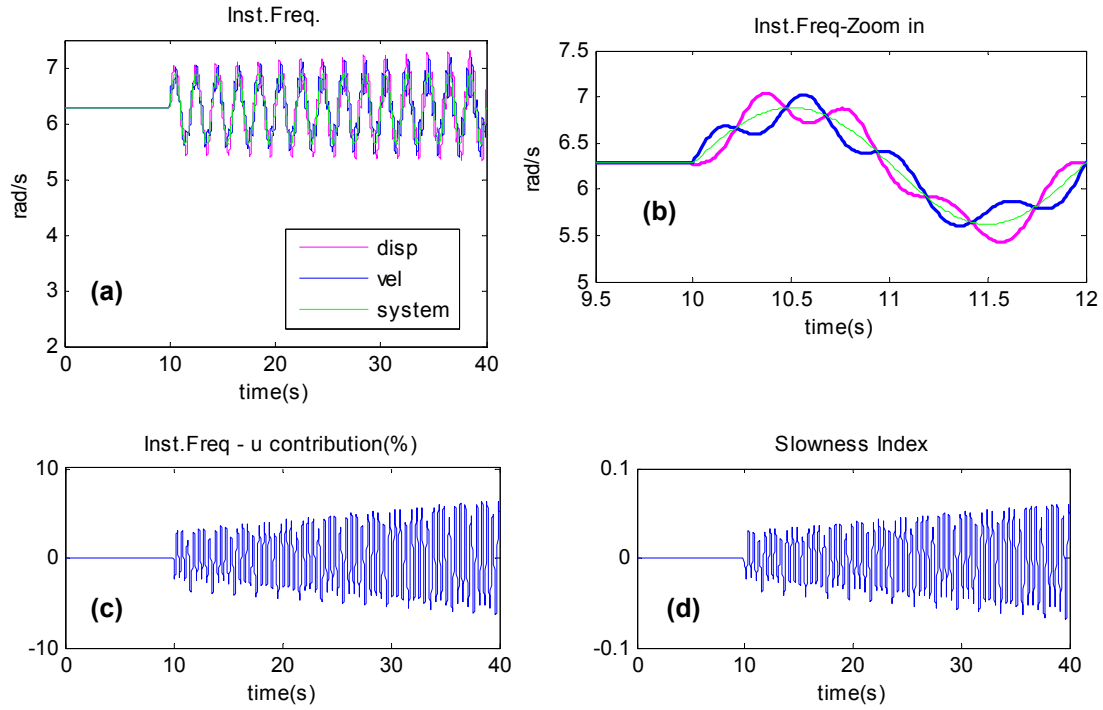 Inst.Freq.
7
6
5
4
3
2
rad/s
disp
vel
system
(a)
0 10 20 30 40
time(s)
Inst.Freq-Zoom in
7.5
7
6.5
6
5.5
5
rad/s
(b)
9.5 10 10.5 11 11.5 12
time(s)
Inst.Freq - u contribution(%)
10
0
-10
(c)
0 10 20 30 40
time(s)
Slowness Index
0.1
0
-0.1
(d)
0 10 20 30 40
time(s)